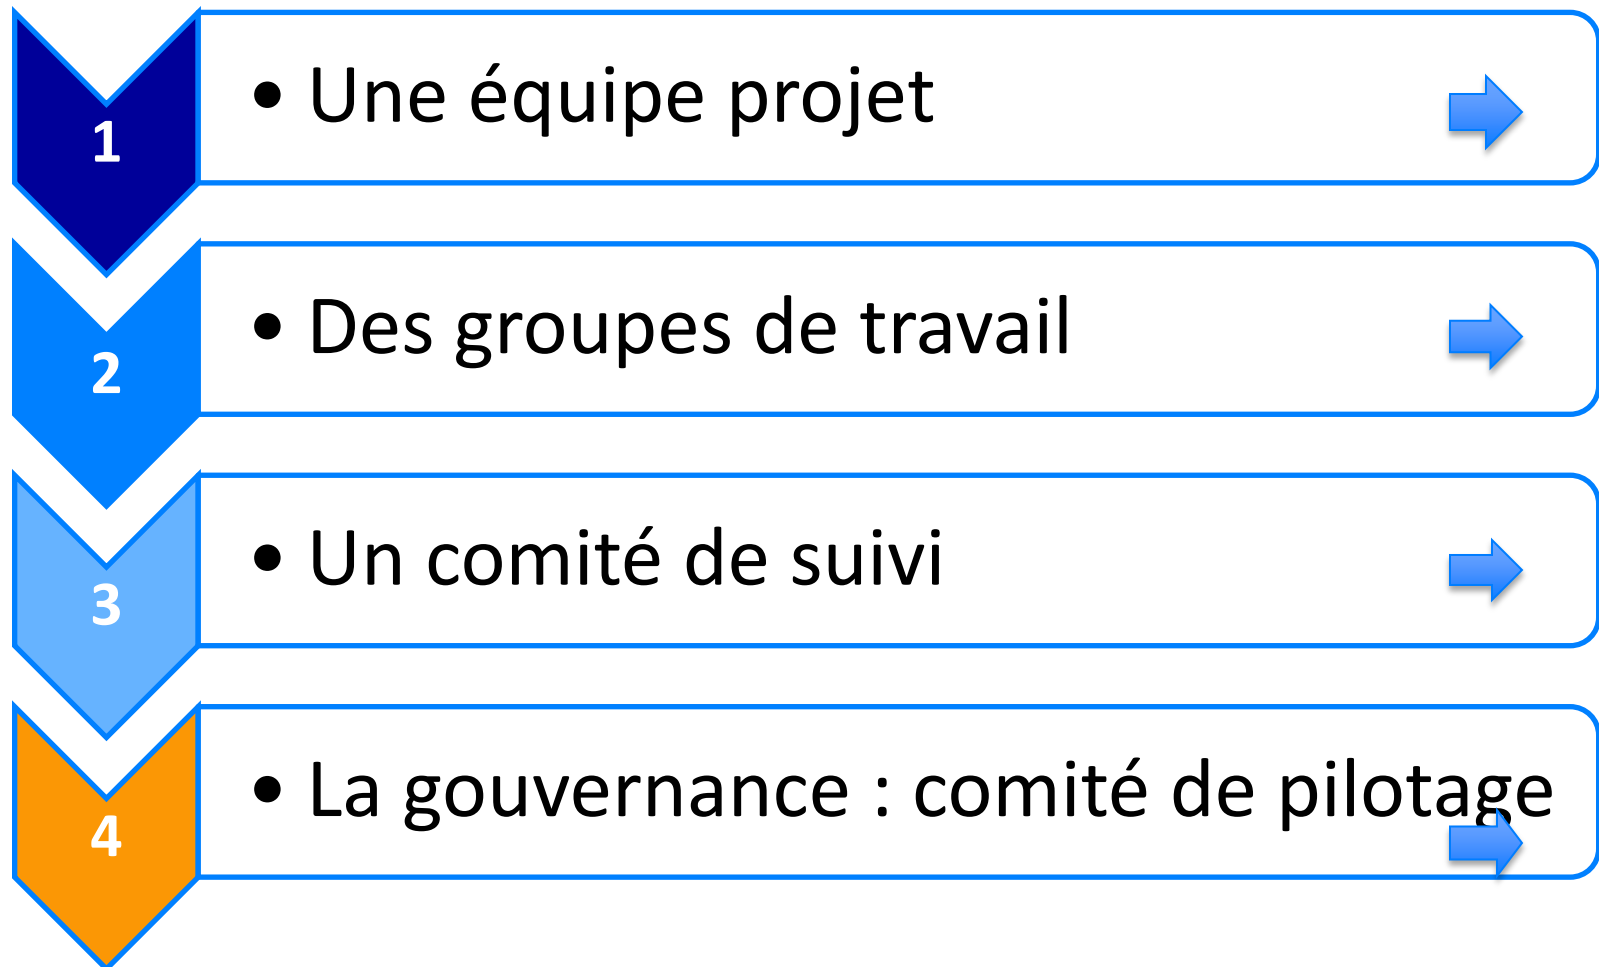 1
• Une équipe projet
2
• Des groupes de travail
3
• Un comité de suivi
4
• La gouvernance : comité de pilotage